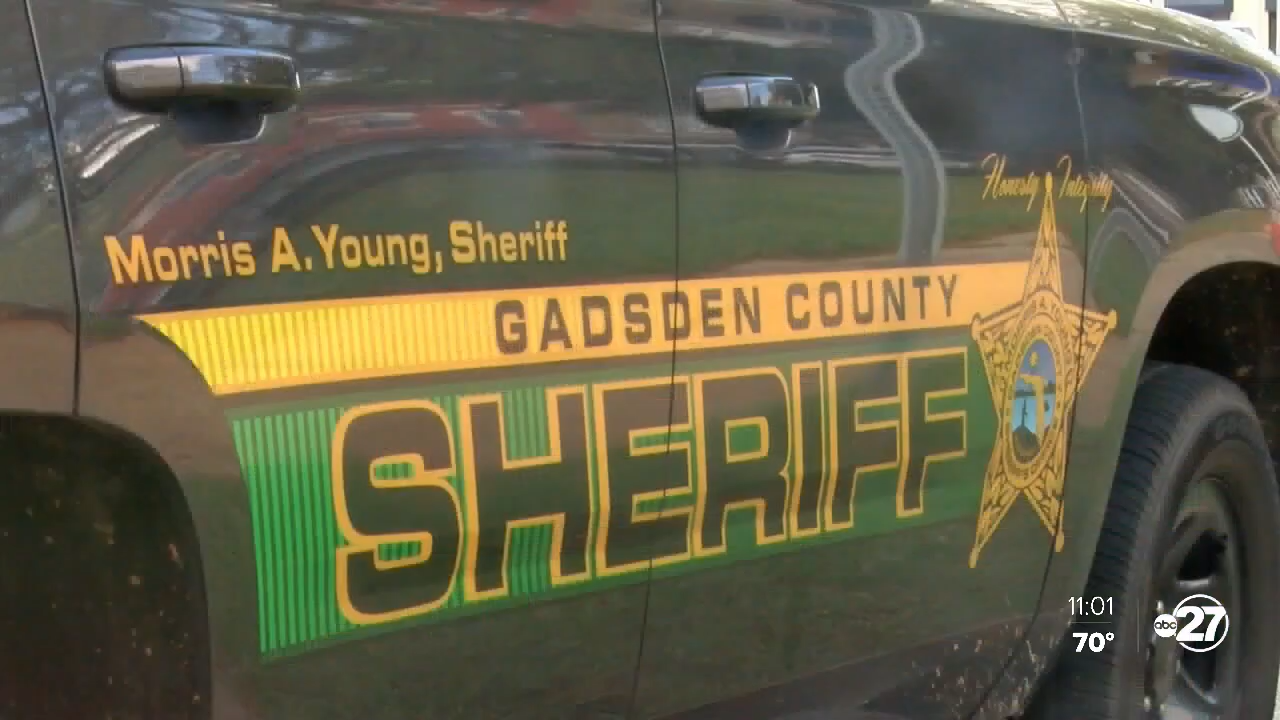 Honesty Integrity
Morris A. Young, Sheriff
GADSDEN COUNTY
SHERIFF
11:01
70°
abc 27